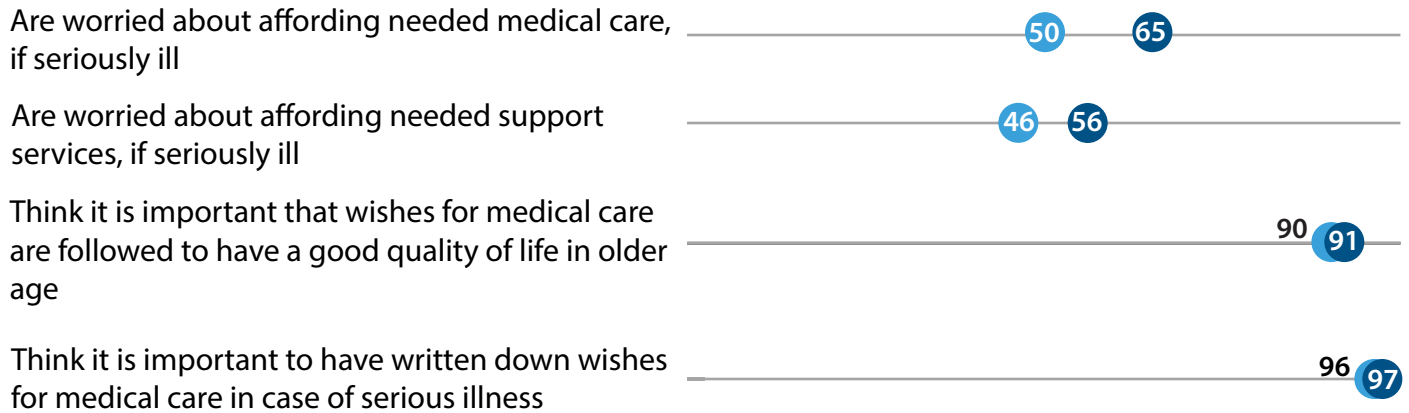 Are worried about affording needed medical care,
if seriously ill
50 65
Are worried about affording needed support
services, if seriously ill
46 56
Think it is important that wishes for medical care
are followed to have a good quality of life in older
age
90 91
Think it is important to have written down wishes
for medical care in case of serious illness
96 97